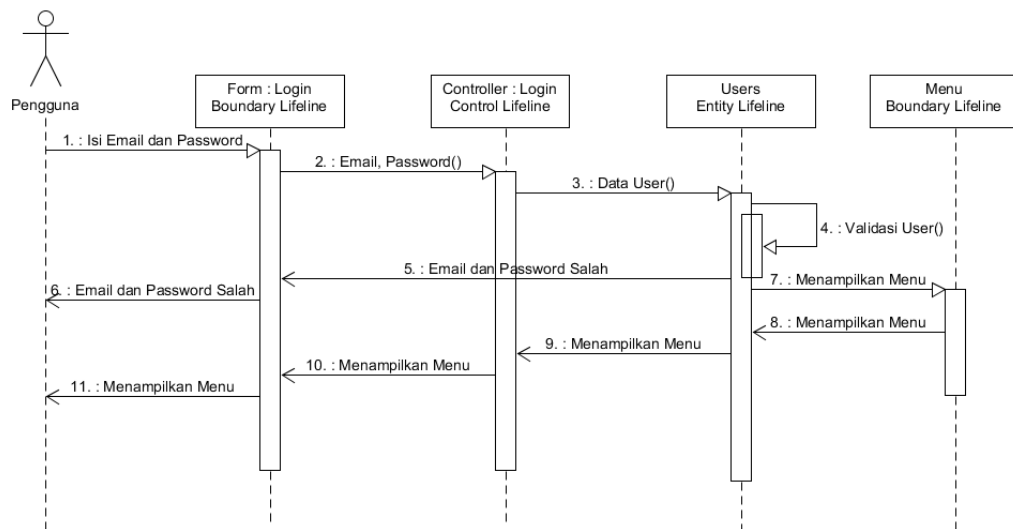 Pengguna
Form : Login
Boundary Lifeline
Controller : Login
Control Lifeline
Users
Entity Lifeline
Menu
Boundary Lifeline
1. : Isi Email dan Password
2. : Email, Password()
3. : Data User()
4. : Validasi User()
5. : Email dan Password Salah
6. : Email dan Password Salah
7. : Menampilkan Menu
8. : Menampilkan Menu
9. : Menampilkan Menu
10. : Menampilkan Menu
11. : Menampilkan Menu